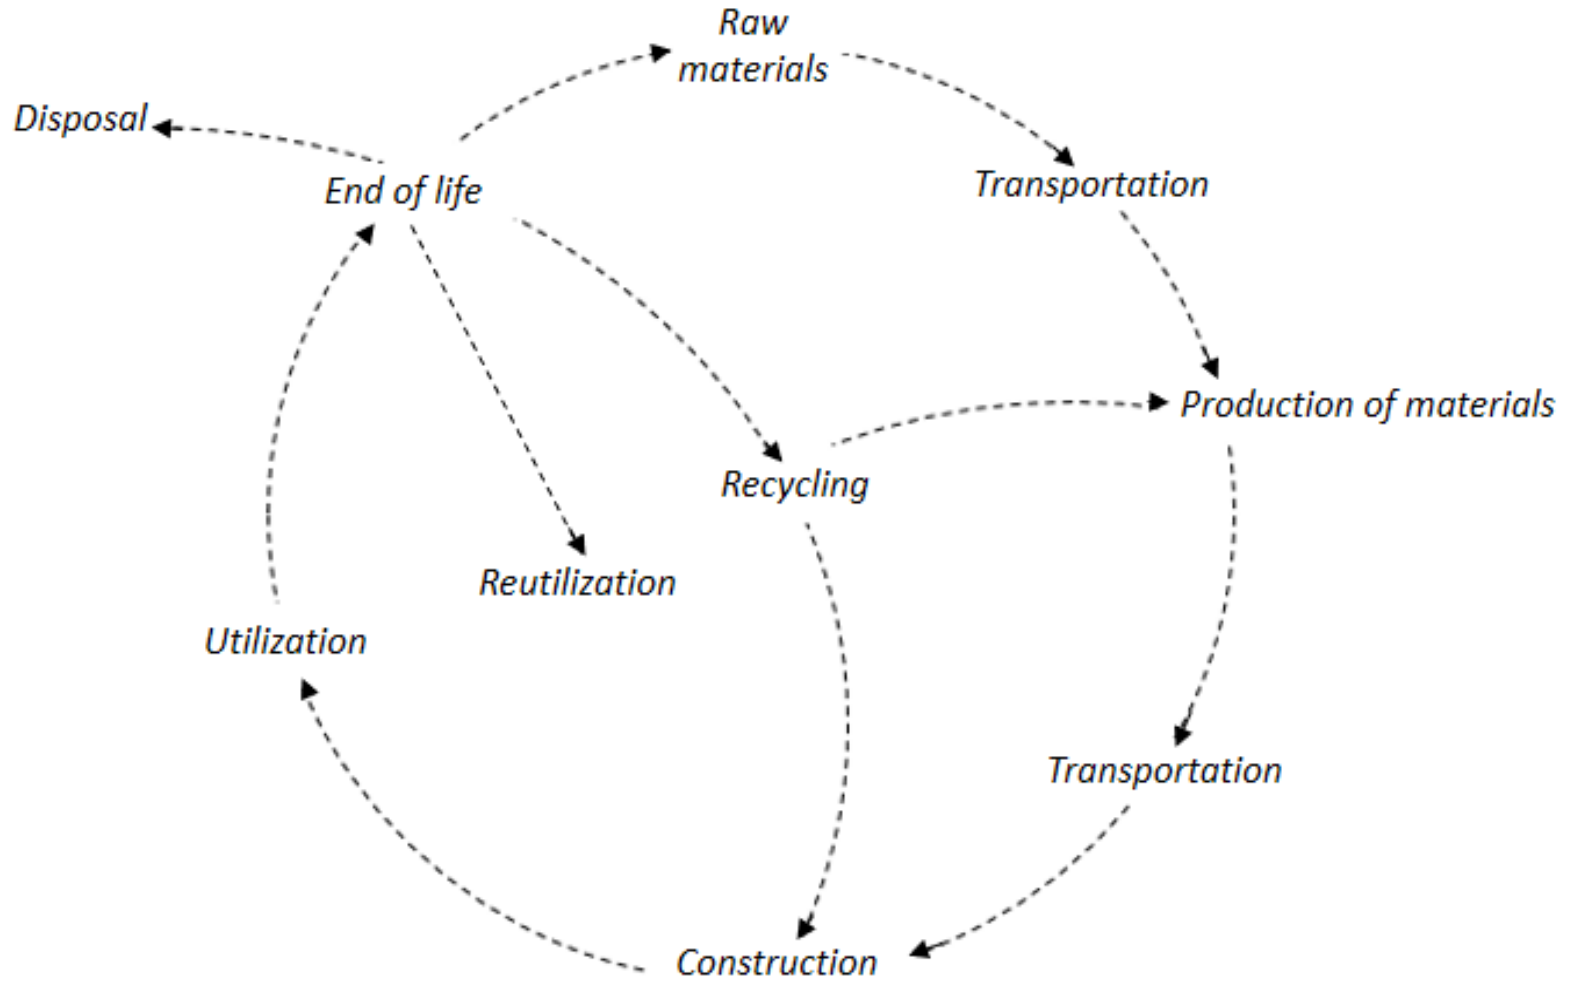 Raw
materials
Disposal
End of life
Transportation
Production of materials
Recycling
Reutilization
Utilization
Transportation
Construction